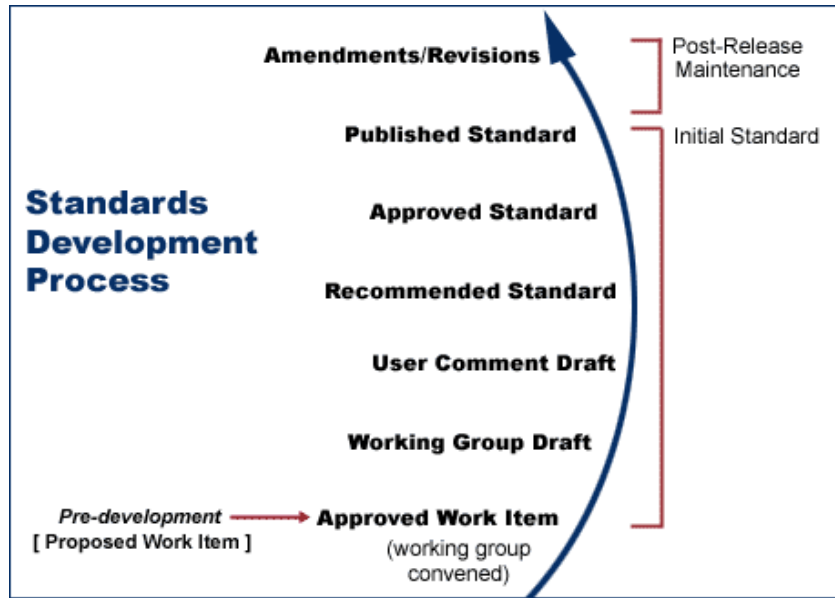 Amendments/Revisions
Post-Release
Maintenance
Published Standard
Initial Standard
Standards
Development
Process
Approved Standard
Recommended Standard
User Comment Draft
Working Group Draft
Pre-development
[ Proposed Work Item ]
Approved Work Item
(working group
convened)